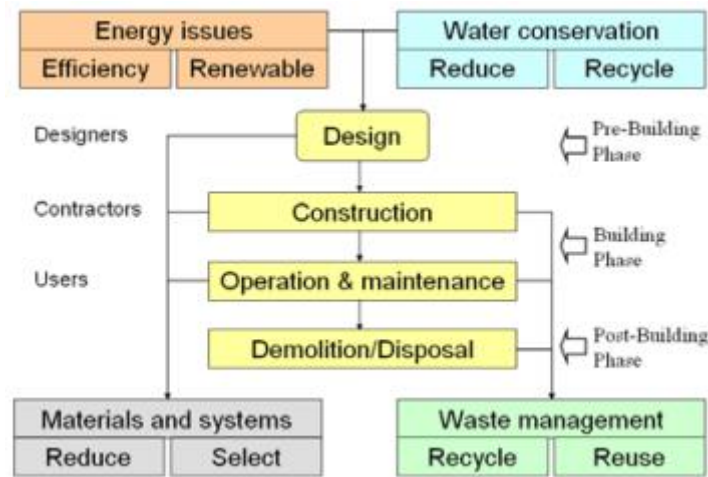 Energy issues
Efficiency Renewable
Water conservation
Reduce Recycle
Designers
Design
Pre-Building
Phase
Contractors
Construction
Building
Phase
Users
Operation & maintenance
Demolition/Disposal
Post-Building
Phase
Materials and systems
Reduce Select
Waste management
Recycle Reuse